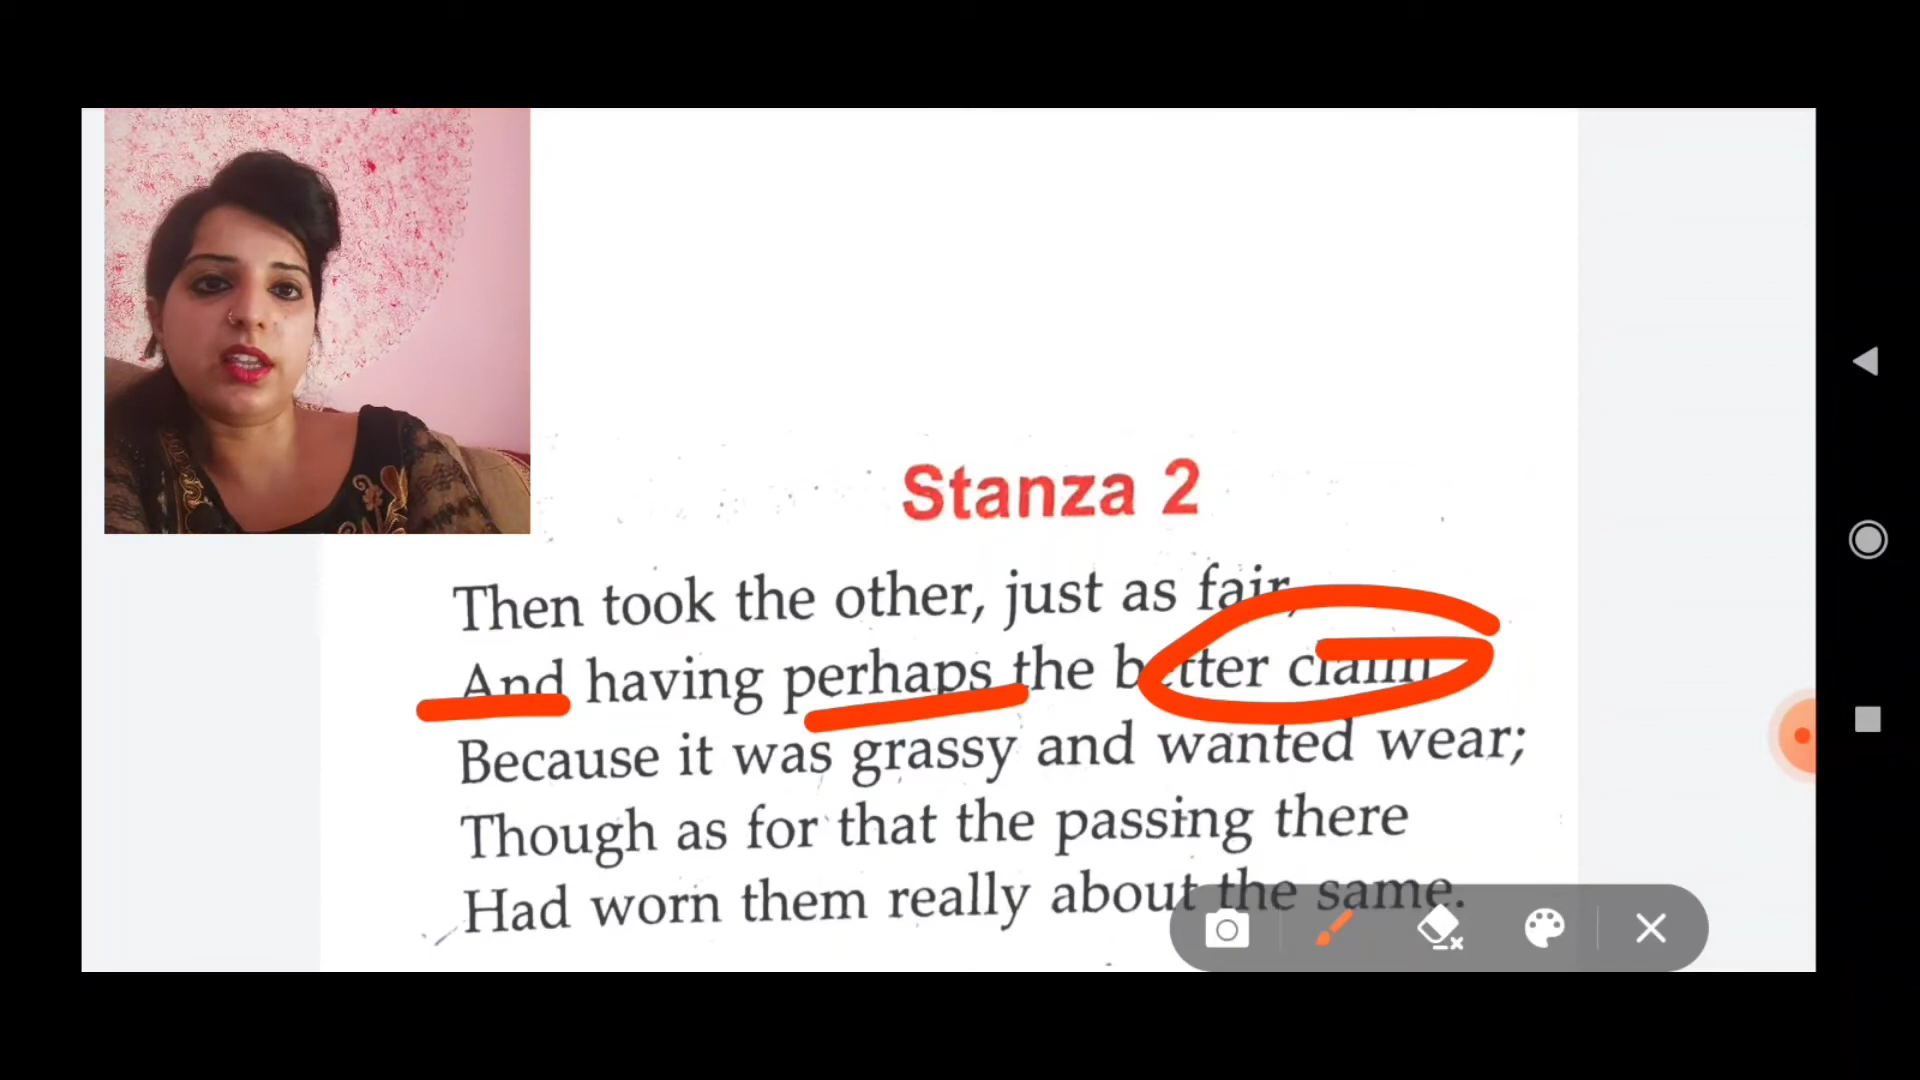 Stanza 2
Then took the other, just as fair,
And having perhaps the better claim
Because it was grassy and wanted wear;
Though as for that the passing there
Had worn them really about the same.